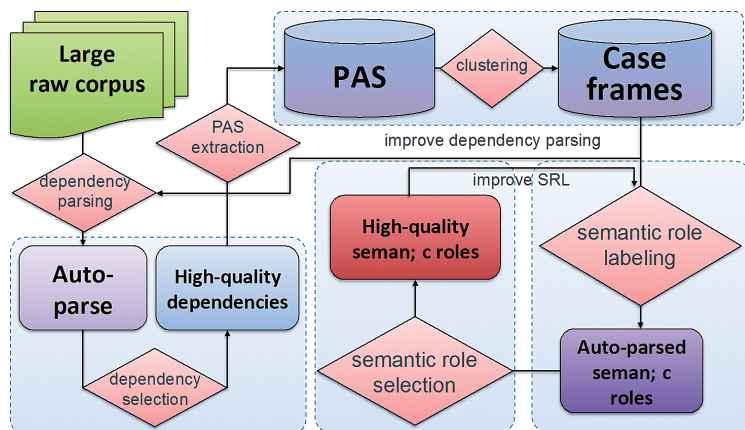 Large
raw corpus
PAS
clustering
Case
frames
PAS
extraction
improve dependency parsing
dependency
parsing
improve SRL
High-quality
seman; c roles
semantic role
labeling
Auto-
parse
High-quality
dependencies
dependency
selection
semantic role
selection
Auto-parsed
seman; c
roles